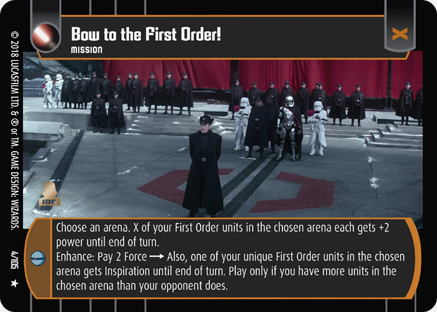 Bow to the First Order!
MISSION
X
© 2018 LUCASFILM LTD. & ® or TM. GAME DESIGN: WIZARDS.
IDC
Choose an arena. X of your First Order units in the chosen arena each gets +2
power until end of turn.
Enhance: Pay 2 Force → Also, one of your unique First Order units in the chosen
arena gets Inspiration until end of turn. Play only if you have more units in the
chosen arena than your opponent does.
4/105